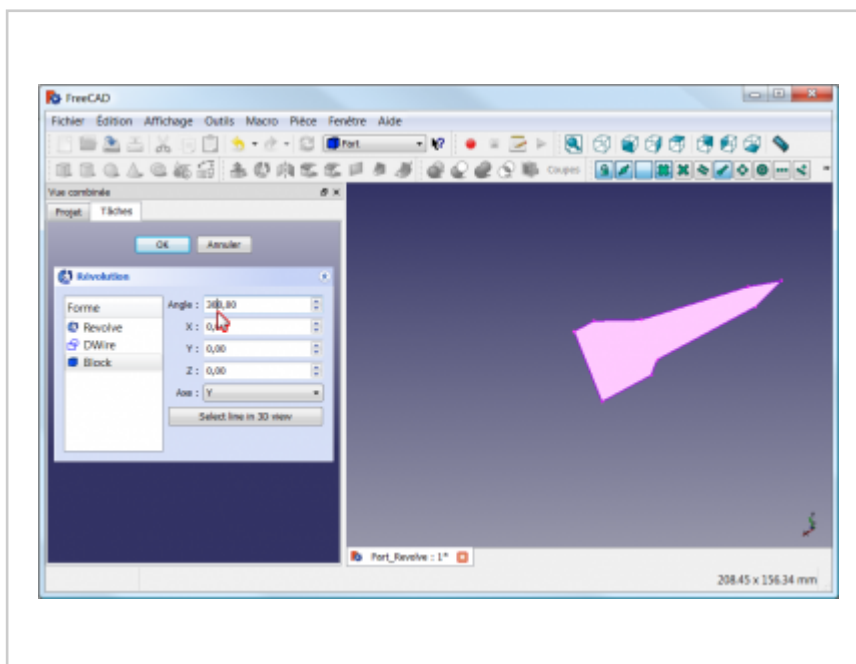 FreeCAD
Fichier Édition Affichage Outils Macro Pièce Fenêtre Aide
Part
Coupes
Vue combinée
Projet Tâches
OK Annuler
Révolution
Forme
Revolve
DWire
Block
Angle :
X :
Y : 0,00
Z : 0,00
Axe : Y
Select line in 3D view
Part_Revolve : 1*
208.45 x 156.34 mm